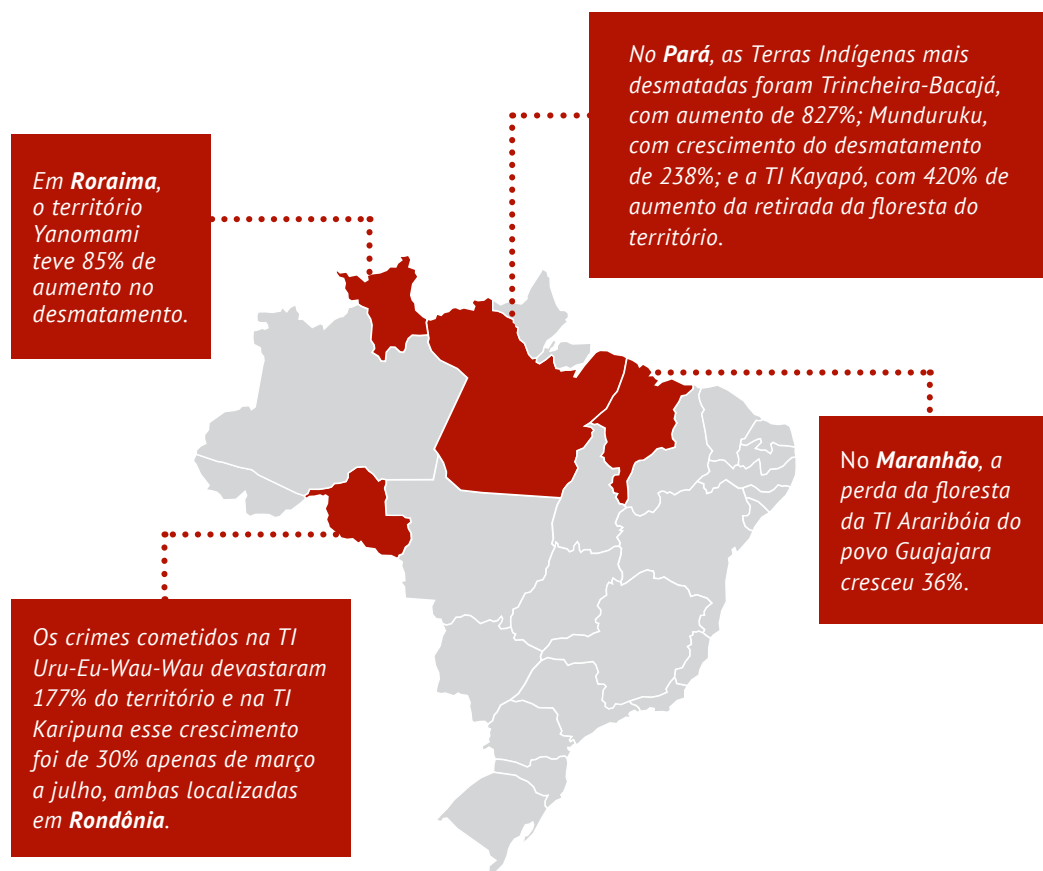 No Pará, as Terras Indígenas mais
desmatadas foram Trincheira-Bacajá,
com aumento de 827%; Munduruku,
com crescimento do desmatamento
de 238%; e a TI Kayapó, com 420% de
aumento da retirada da floresta do
território.
Em Roraima,
o território
Yanomami
teve 85% de
aumento no
desmatamento.
No Maranhão, a
perda da floresta
da TI Araribóia do
povo Guajajara
cresceu 36%.
Os crimes cometidos na TI
Uru-Eu-Wau-Wau devastaram
177% do território e na TI
Karipuna esse crescimento
foi de 30% apenas de março
a julho, ambas localizadas
em Rondônia.